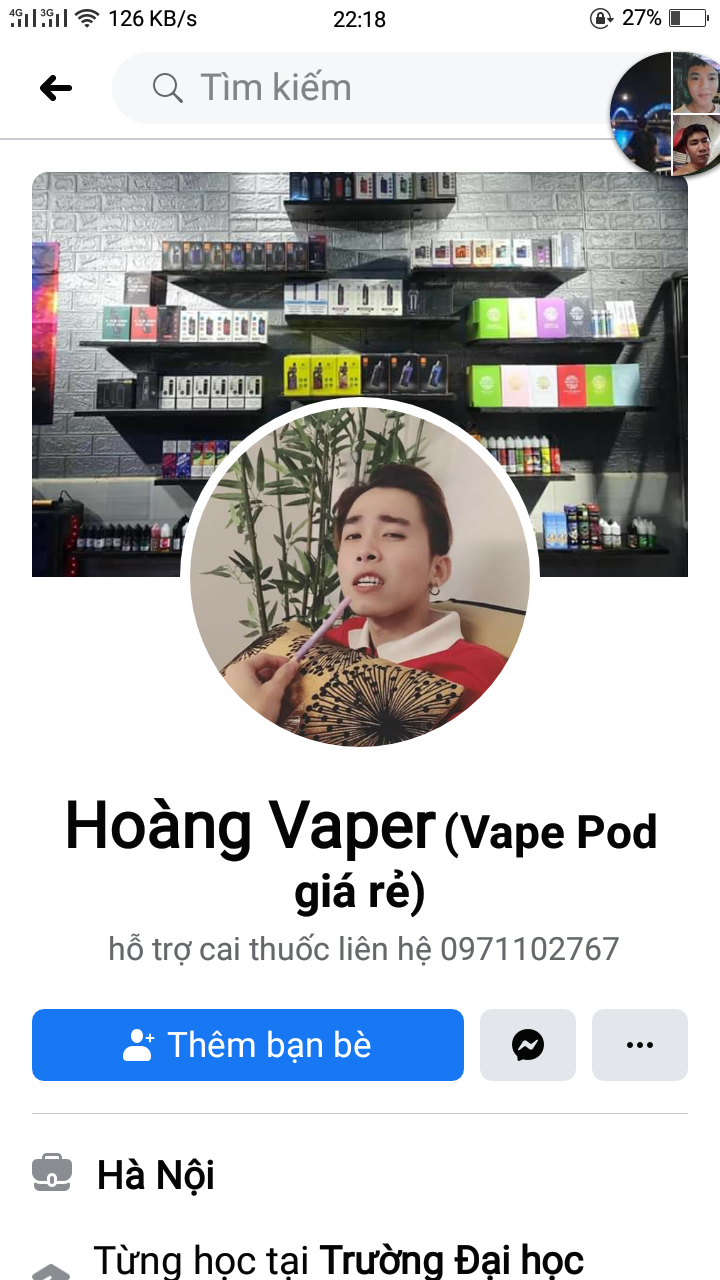 4G 3G 126 KB/s 22:18 27%
Tìm kiếm
Hoàng Vaper (Vape Pod
giá rẻ)
hỗ trợ cai thuốc liên hệ 0971102767
Thêm bạn bè
Hà Nội
Từng học tại Trường Đại học